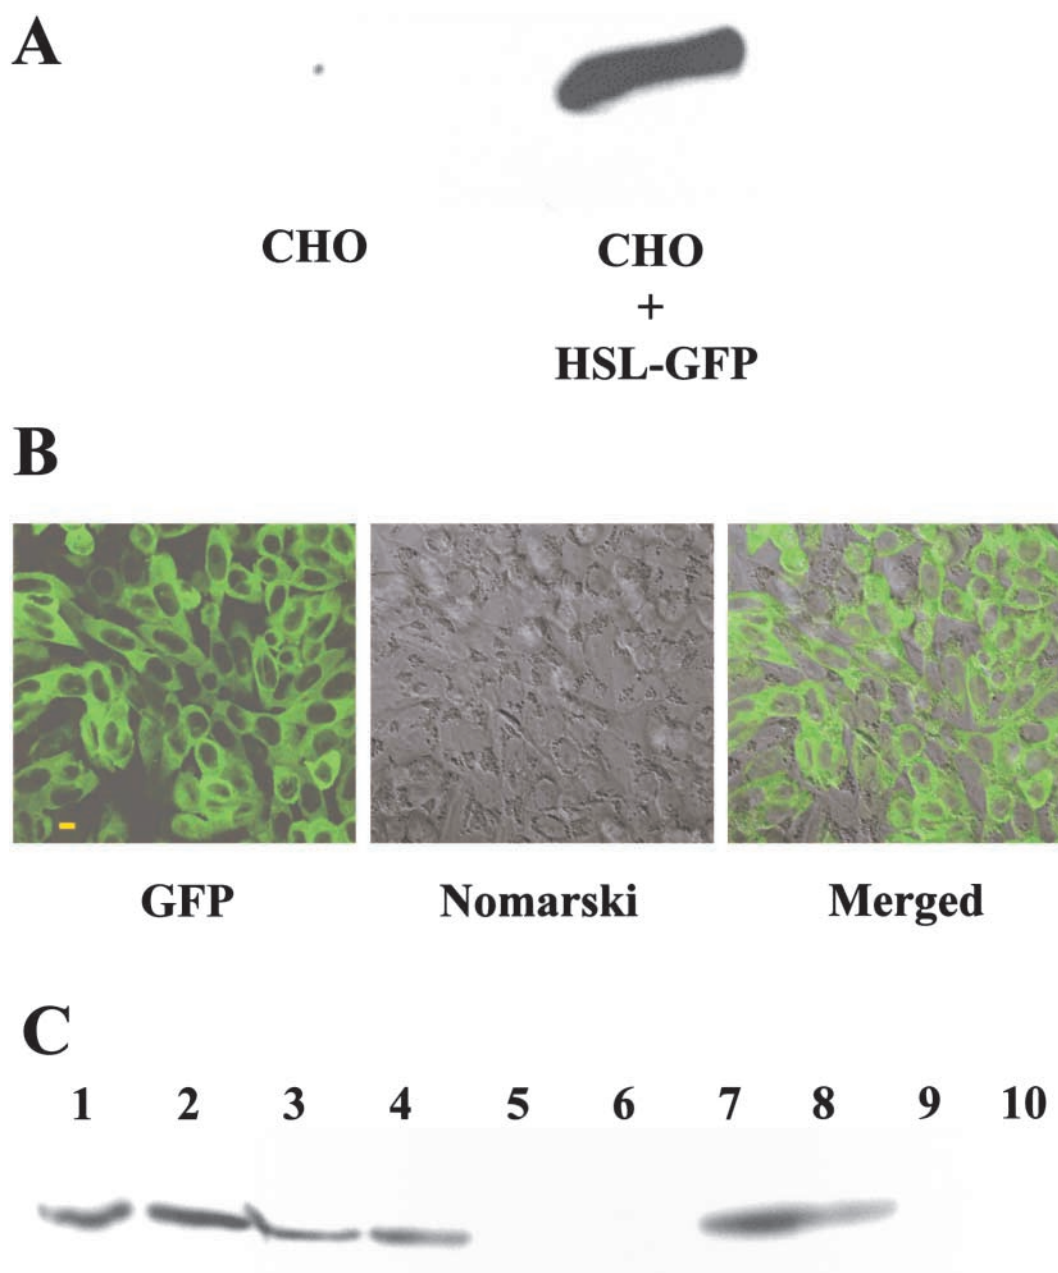 A
CHO CHO
+
HSL-GFP
B
GFP Nomarski Merged
C
1 2 3 4 5 6 7 8 9 10